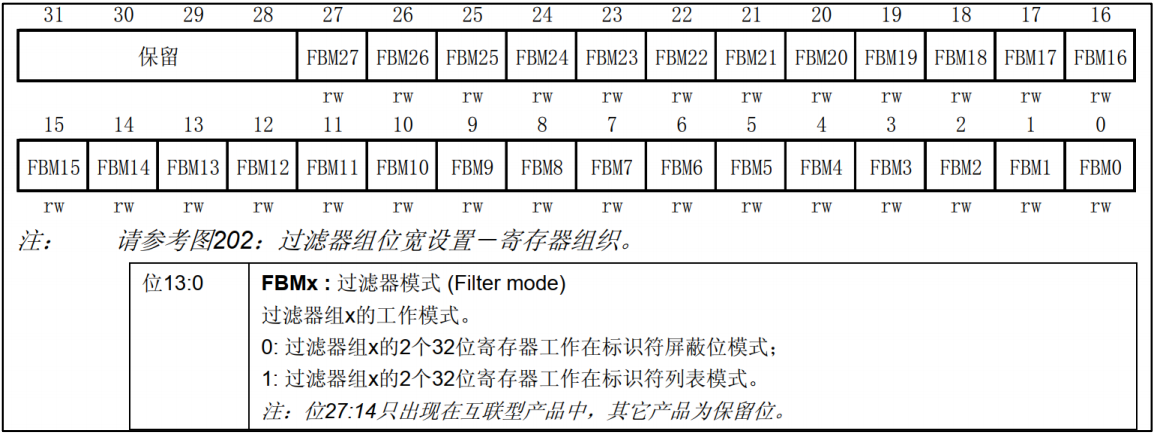 31 30 29 28 27 26 25 24 23 22 21 20 19 18 17 16
保留 FBM27 FBM26 FBM25 FBM24 FBM23 FBM22 FBM21 FBM20 FBM19 FBM18 FBM17 FBM16
rw rw rw rw rw rw rw rw rw rw rw rw
15 14 13 12 11 10 9 8 7 6 5 4 3 2 1 0
FBM15 FBM14 FBM13 FBM12 FBM11 FBM10 FBM9 FBM8 FBM7 FBM6 FBM5 FBM4 FBM3 FBM2 FBM1 FBM0
rw rw rw rw rw rw rw rw rw rw rw rw rw rw rw rw
注： 请参考图202：过滤器组位宽设置－寄存器组织。
位13:0 FBMx : 过滤器模式 (Filter mode)
过滤器组x的工作模式。
0: 过滤器组x的2个32位寄存器工作在标识符屏蔽位模式；
1: 过滤器组x的2个32位寄存器工作在标识符列表模式。
注：位27:14只出现在互联型产品中，其它产品为保留位。